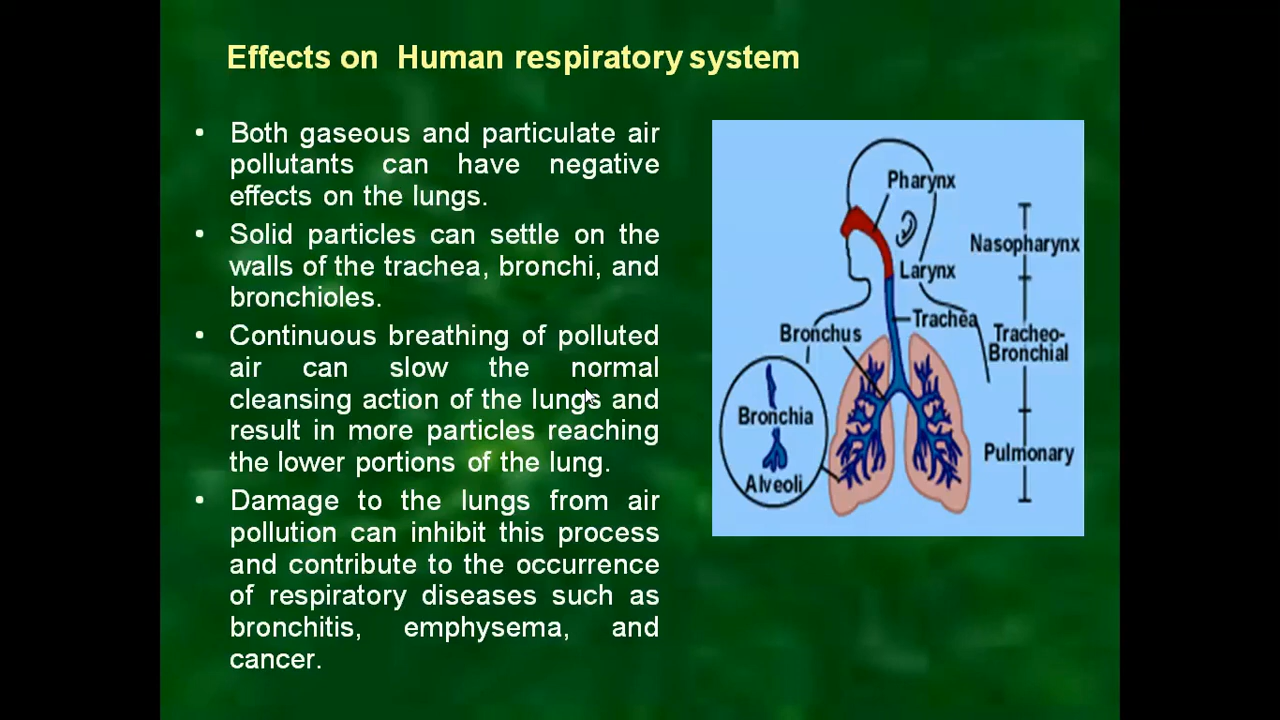 Effects on Human respiratory system
• Both gaseous and particulate air
pollutants can have negative
effects on the lungs.
• Solid particles can settle on the
walls of the trachea, bronchi, and
bronchioles.
• Continuous breathing of polluted
air can slow the normal
cleansing action of the lungs and
result in more particles reaching
the lower portions of the lung.
• Damage to the lungs from air
pollution can inhibit this process
and contribute to the occurrence
of respiratory diseases such as
bronchitis, emphysema, and
cancer.
Pharynx
Nasopharynx
Larynx
Trachea
Bronchus
Tracheo-
Bronchial
Bronchia
Pulmonary
Alveoli